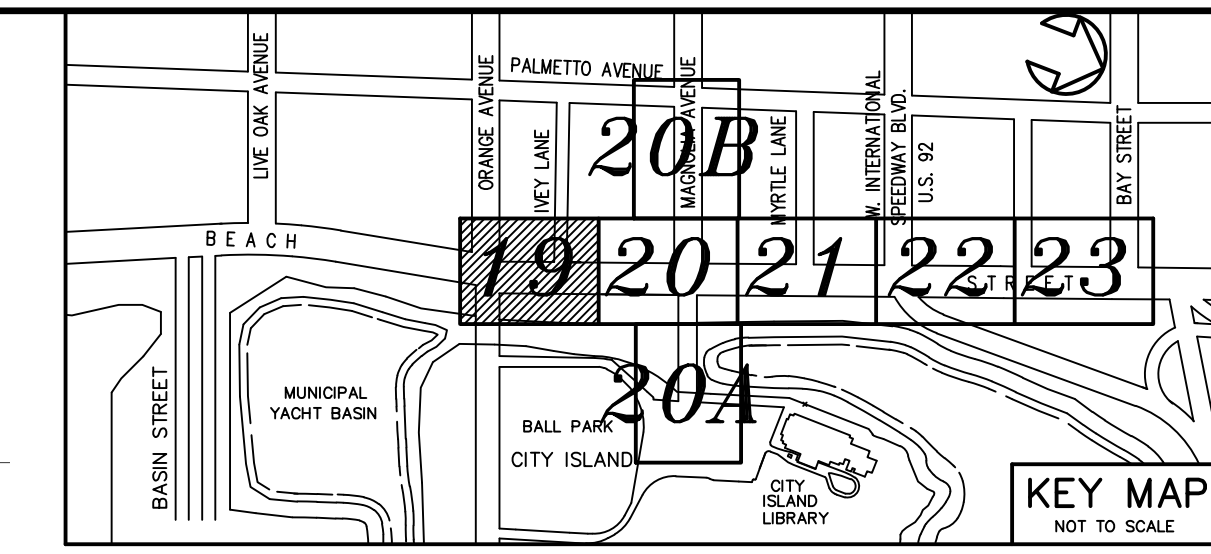 LIVE OAK AVENUE
ORANGE AVENUE
PALMETTO AVENUE
IVEY LANE
MAGNOLIA AVENUE
MYRTLE LANE
W. INTERNATIONAL
SPEEDWAY BLVD.
U.S. 92
BAY STREET
20B
BEACH
19
20
21
22
23
STREET
BASIN STREET
MUNICIPAL
YACHT BASIN
20A
BALL PARK
CITY ISLAND
CITY
ISLAND
LIBRARY
KEY MAP
NOT TO SCALE